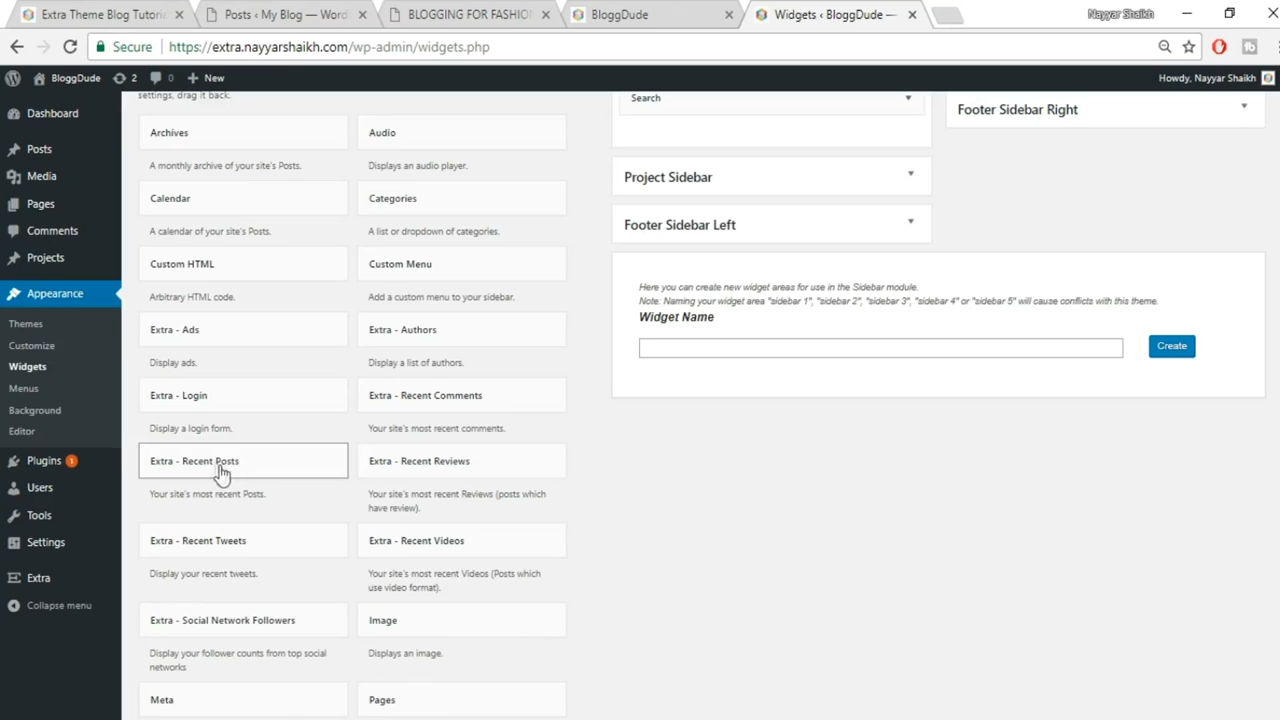 Extra Theme Blog Tutori
Posts ‹ My Blog — Word
BLOGGING FOR FASHIO
BloggDude
Widgets ‹ BloggDude —
Nayyar Shaikh
Secure
https://extra.nayyarshaikh.com/wp-admin/widgets.php
BloggDude
2
0
New
Howdy, Nayyar Shaikh
Dashboard
Posts
Media
Pages
Comments
Projects
Appearance
Themes
Customize
Widgets
Menus
Background
Editor
Plugins 1
Users
Tools
Settings
Extra
Collapse menu
settings, drag it back.
Archives
A monthly archive of your site's Posts.
Audio
Displays an audio player.
Calendar
A calendar of your site's Posts.
Categories
A list or dropdown of categories.
Custom HTML
Arbitrary HTML code.
Custom Menu
Add a custom menu to your sidebar.
Extra - Ads
Display ads.
Extra - Authors
Display a list of authors.
Extra - Login
Display a login form.
Extra - Recent Comments
Your site's most recent comments.
Extra - Recent Posts
Your site's most recent Posts.
Extra - Recent Reviews
Your site's most recent Reviews (posts which
have review).
Extra - Recent Tweets
Display your recent tweets.
Extra - Recent Videos
Your site's most recent Videos (Posts which
use video format).
Extra - Social Network Followers
Display your follower counts from top social
networks
Image
Displays an image.
Meta
Pages
Search
Project Sidebar
Footer Sidebar Left
Footer Sidebar Right
Here you can create new widget areas for use in the Sidebar module.
Note: Naming your widget area "sidebar 1", "sidebar 2", "sidebar 3", "sidebar 4" or "sidebar 5" will cause conflicts with this theme.
Widget Name
Create